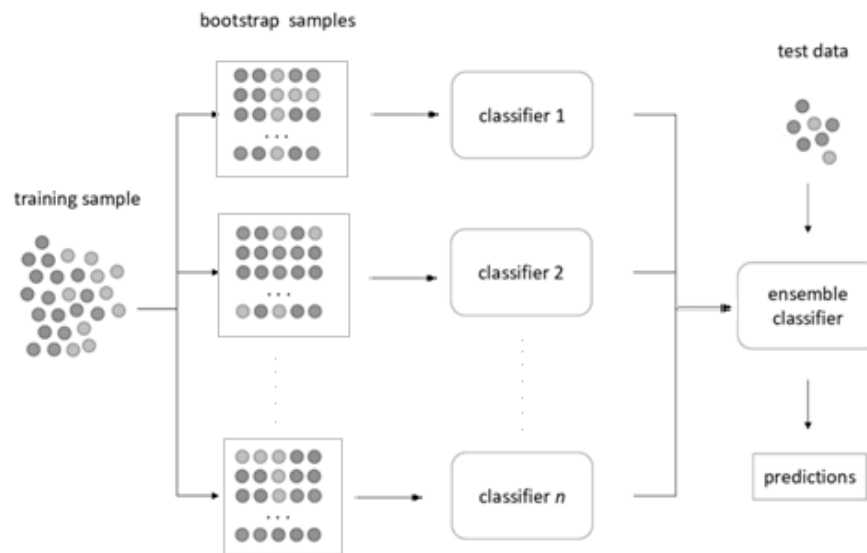 bootstrap samples
test data
classifier 1
training sample
classifier 2
ensemble
classifier
classifier n
predictions